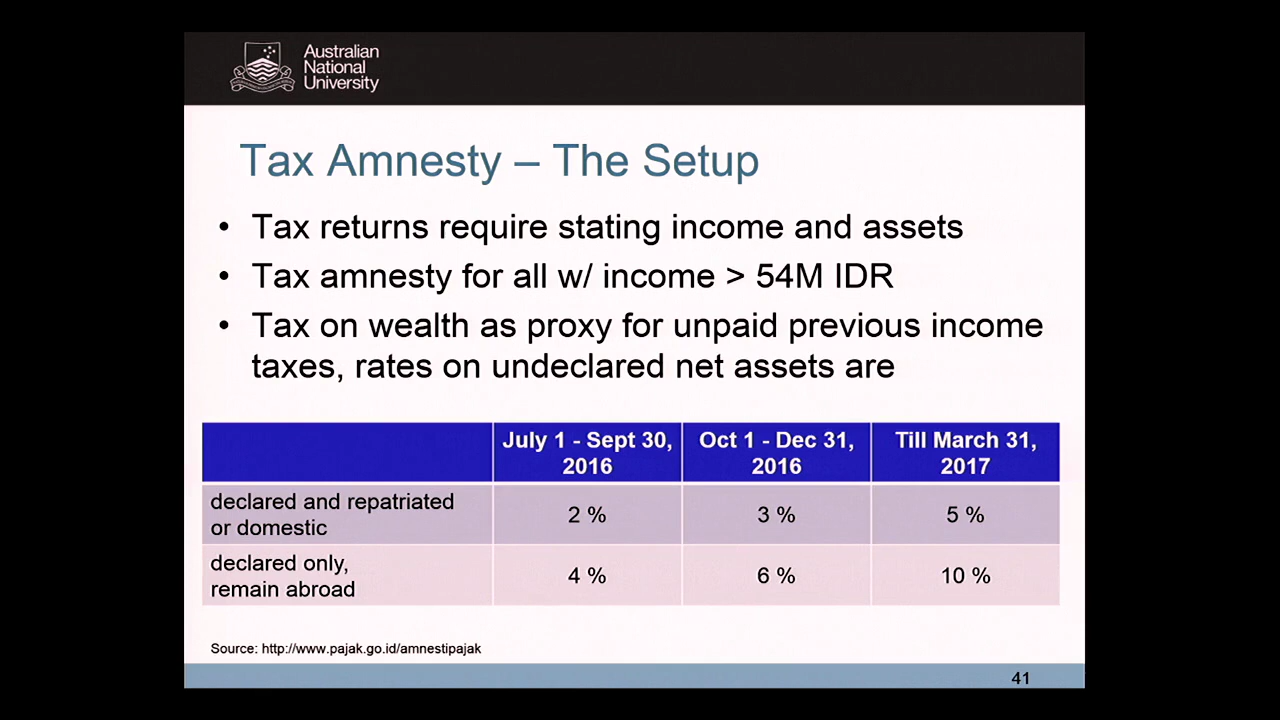 Australian
National
University
Tax Amnesty – The Setup
• Tax returns require stating income and assets
• Tax amnesty for all w/ income > 54M IDR
• Tax on wealth as proxy for unpaid previous income
taxes, rates on undeclared net assets are
July 1 - Sept 30, 2016
Oct 1 - Dec 31, 2016
Till March 31, 2017
declared and repatriated
or domestic
2 %
3 %
5 %
declared only,
remain abroad
4 %
6 %
10 %
Source: http://www.pajak.go.id/amnestipajak
41